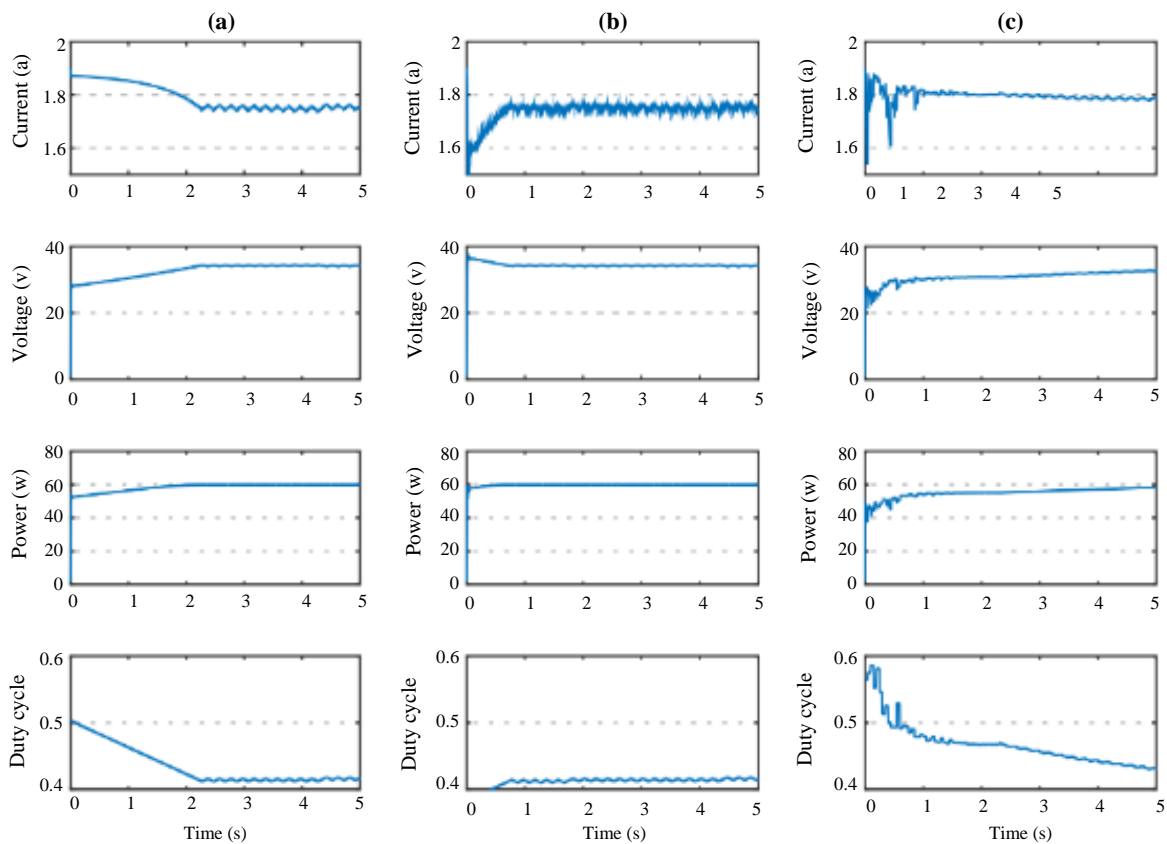 (a) (b) (c)
Current (a) 2 1.8 1.6 0 1 2 3 4 5
Current (a) 2 1.8 1.6 0 1 2 3 4 5
Current (a) 2 1.8 1.6 0 1 2 3 4 5
Voltage (v) 40 20 0 0 1 2 3 4 5
Voltage (v) 40 20 0 0 1 2 3 4 5
Voltage (v) 40 20 0 0 1 2 3 4 5
Power (w) 80 60 40 20 0 0 1 2 3 4 5
Power (w) 80 60 40 20 0 0 1 2 3 4 5
Power (w) 80 60 40 20 0 0 1 2 3 4 5
Duty cycle 0.6 0.5 0.4 0 1 2 3 4 5
Duty cycle 0.6 0.5 0.4 0 1 2 3 4 5
Duty cycle 0.6 0.5 0.4 0 1 2 3 4 5
Time (s) Time (s) Time (s)